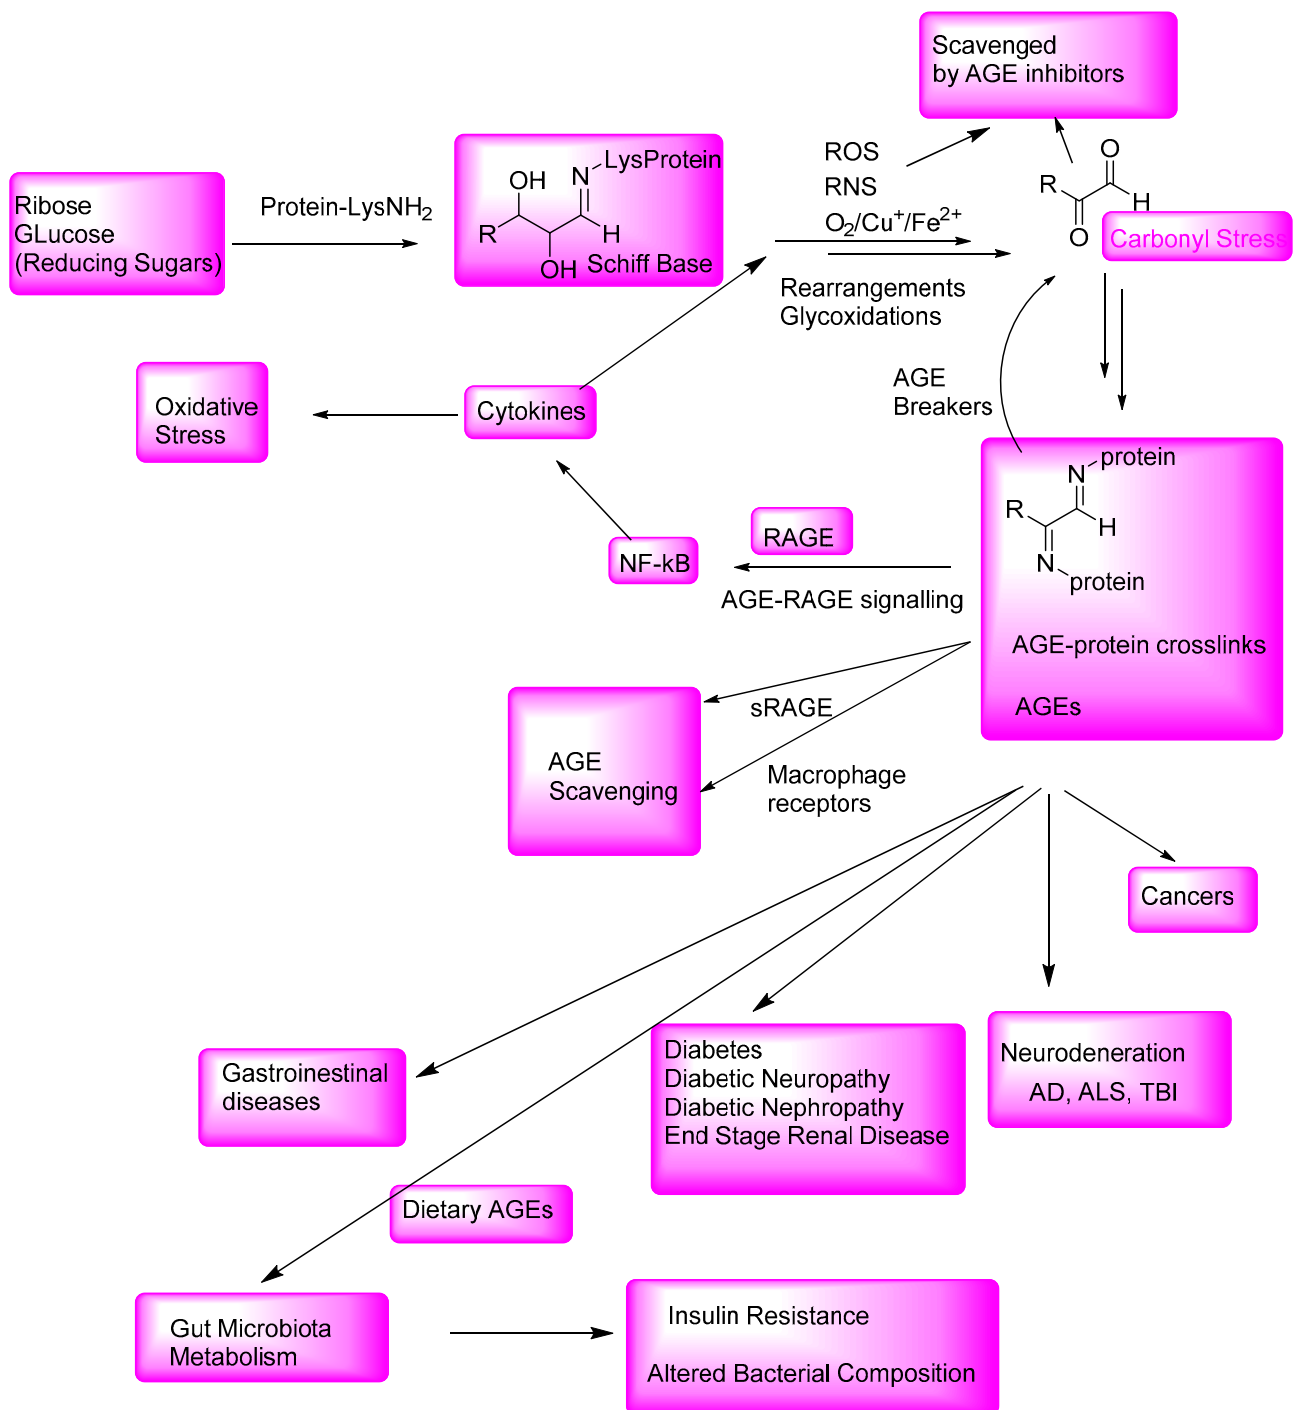 Scavenged
by AGE inhibitors
Ribose
GLucose
(Reducing Sugars)
Protein-LysNH2
OH
N
LysProtein
R
H
OH
Schiff Base
ROS
RNS
O2/Cu+/Fe2+
Rearrangements
Glycoxidations
O
R
H
O
Carbonyl Stress
Oxidative
Stress
Cytokines
AGE
Breakers
NF-kB
RAGE
AGE-RAGE signalling
N
protein
R
H
N
protein
AGE-protein crosslinks
AGEs
sRAGE
AGE
Scavenging
Macrophage
receptors
Cancers
Gastroinestinal
diseases
Diabetes
Diabetic Neuropathy
Diabetic Nephropathy
End Stage Renal Disease
Neurodeneration
AD, ALS, TBI
Dietary AGEs
Gut Microbiota
Metabolism
Insulin Resistance
Altered Bacterial Composition